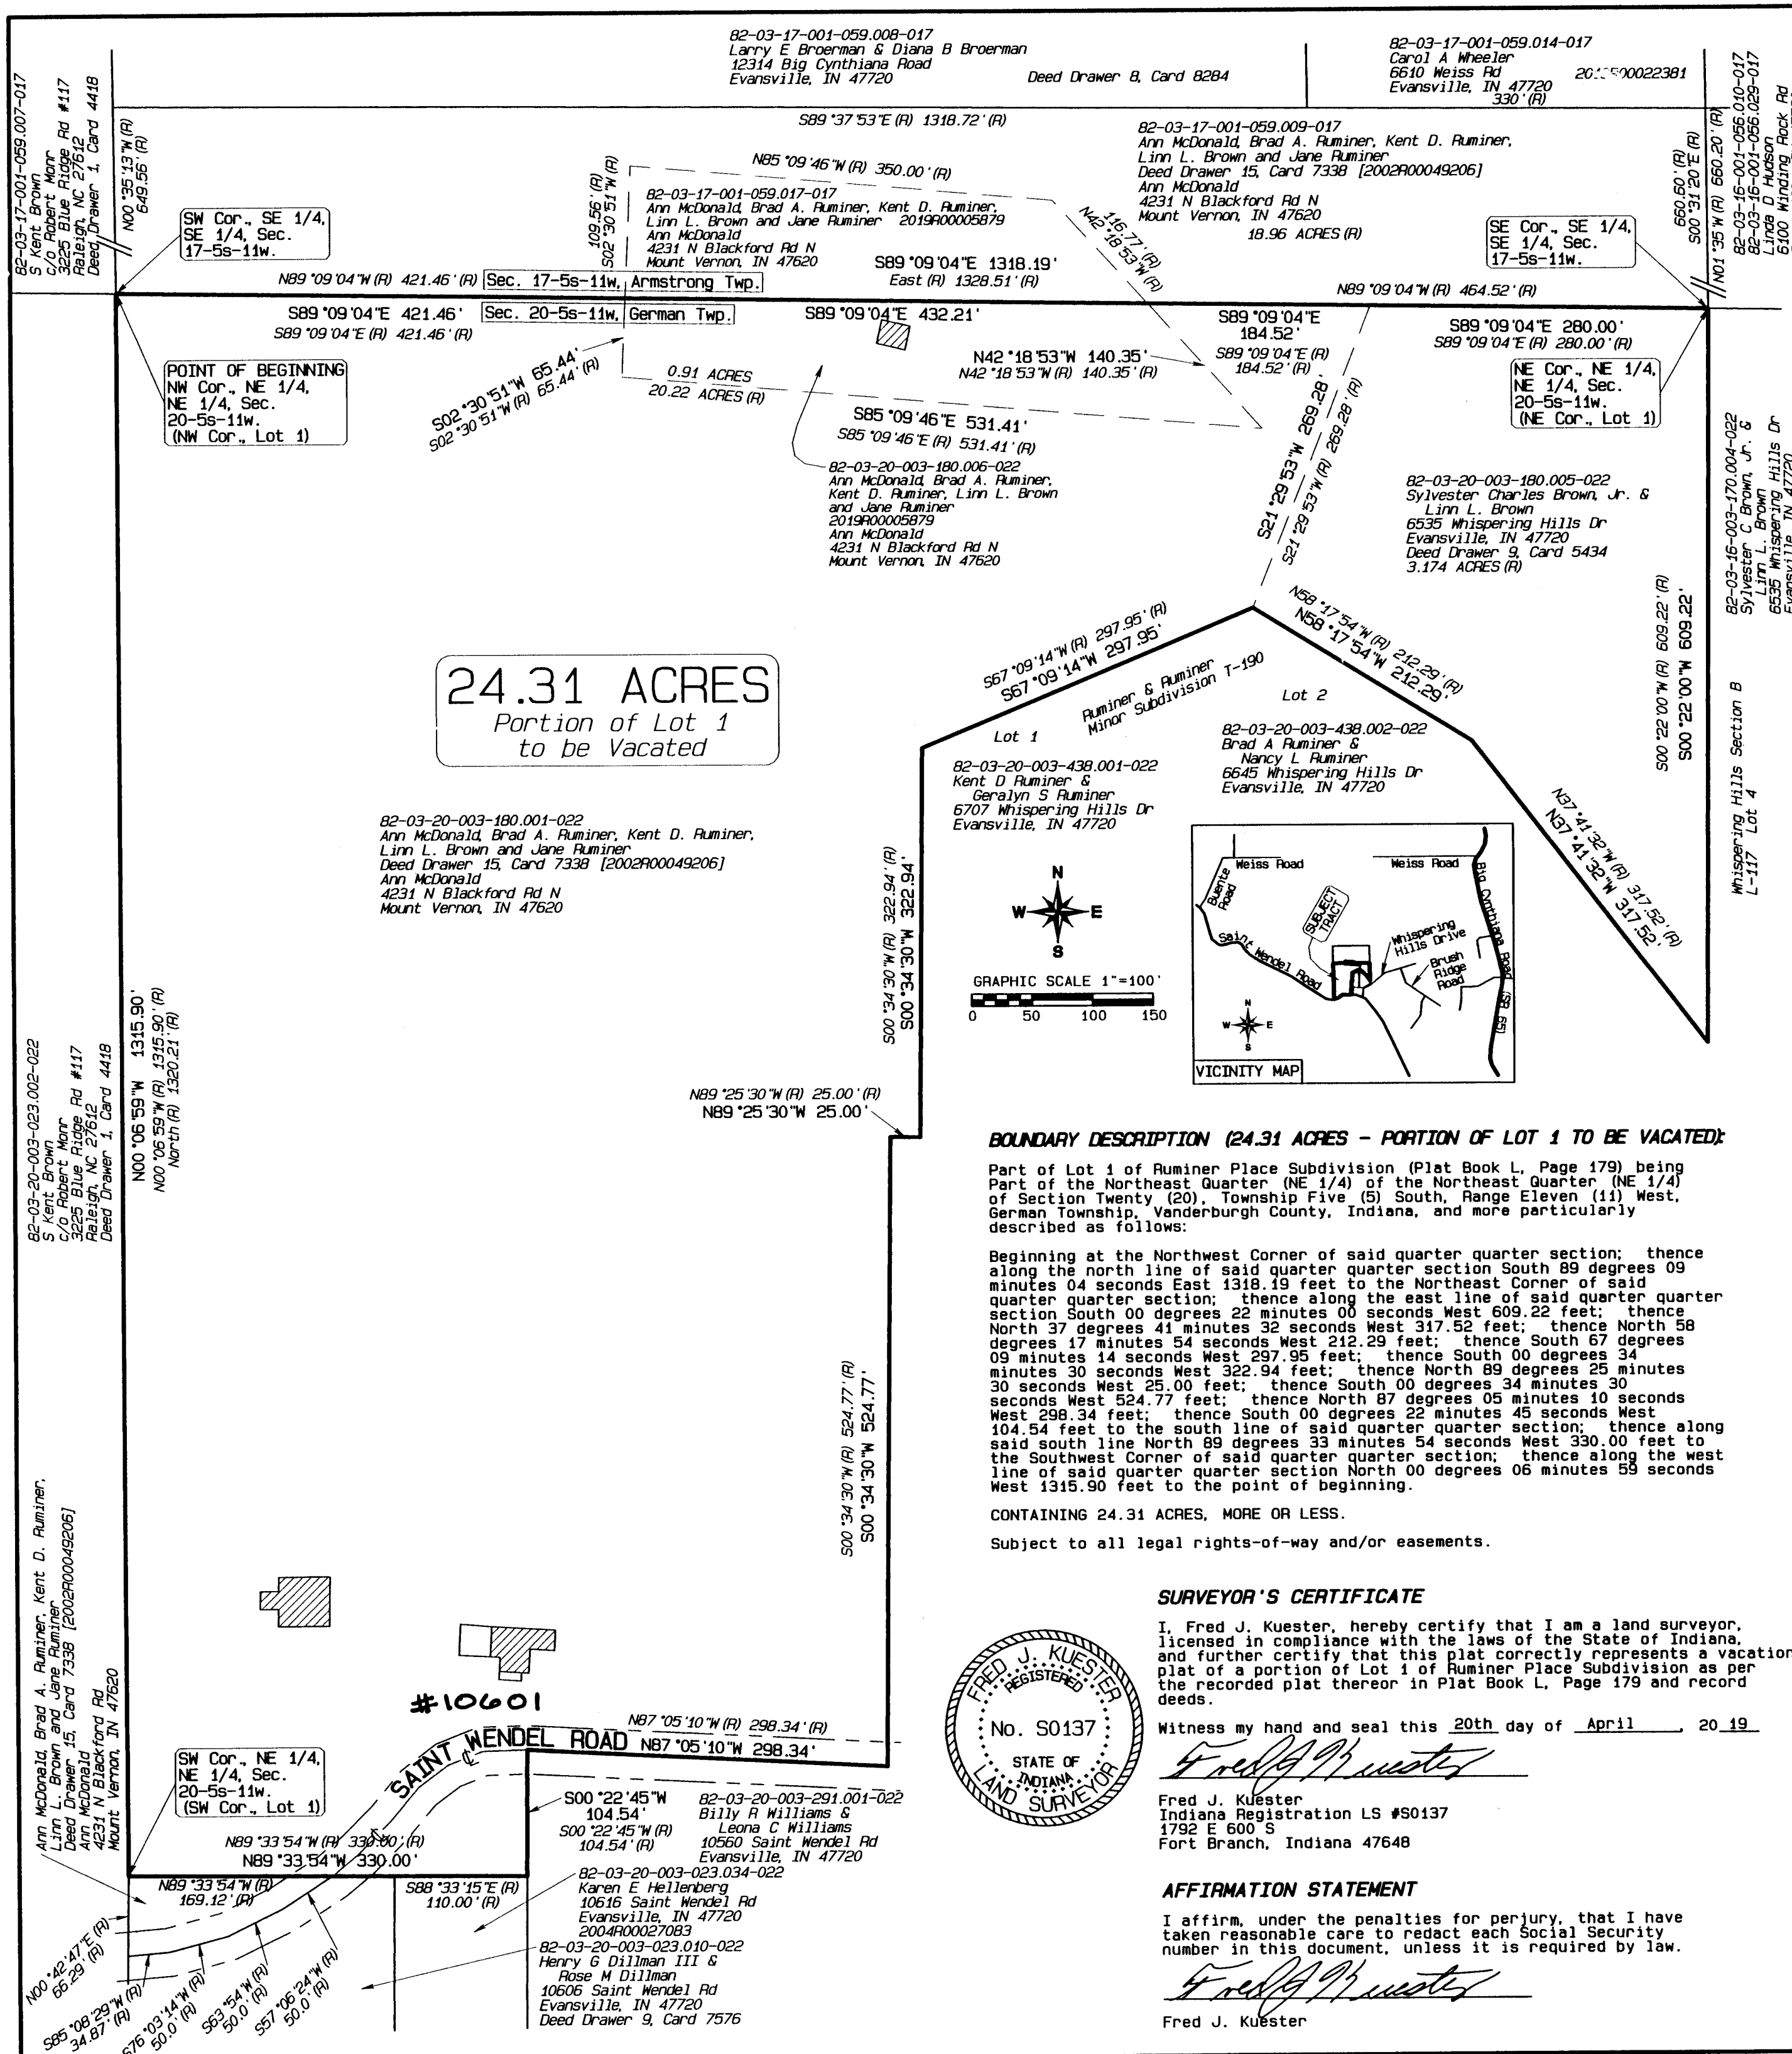 82-03-17-001-059.008-017
Larry E Broerman & Diana B Broerman
12314 Big Cynthiana Road
Evansville, IN 47720
Deed Drawer 8, Card 8284
82-03-17-001-059.014-017
Carol A Wheeler
6610 Weiss Rd
Evansville, IN 47720
330'(R)
82-03-17-001-059.007-017
S Kent Brown
c/o Robert Monr
3225 Blue Ridge Rd #117
Raleigh, NC 27612
Deed Drawer 1, Card 4418
N00°35'13"W (R)
649.56'(R)
S89°37'53"E (R) 1318.72'(R)
82-03-17-001-059.009-017
Ann McDonald, Brad A. Ruminer, Kent D. Ruminer,
Linn L. Brown and Jane Ruminer
Deed Drawer 15, Card 7338 [2002R00049206]
Ann McDonald
4231 N Blackford Rd N
Mount Vernon, IN 47620
18.96 ACRES (R)
660.60'(R)
S00°31'20"E (R)
N01°35'W (R) 660.20'(R)
82-03-16-001-056.010-017
82-03-16-001-056.029-017
Linda D Hudson
6100 Winding Rock Rd
N85°09'46"W (R) 350.00'(R)
109.56'(R)
S02°30'51"W (R)
82-03-17-001-059.017-017
Ann McDonald, Brad A. Ruminer, Kent D. Ruminer,
Linn L. Brown and Jane Ruminer 2019R00005879
Ann McDonald
4231 N Blackford Rd N
Mount Vernon, IN 47620
116.77'(R)
N42°18'53"W (R)
SW Cor., SE 1/4,
SE 1/4, Sec.
17-5s-11w.
SE Cor., SE 1/4,
SE 1/4, Sec.
17-5s-11w.
N89°09'04"W (R) 421.46'(R)
Sec. 17-5s-11w, Armstrong Twp.
S89°09'04"E 1318.19'
East (R) 1328.51'(R)
N89°09'04"W (R) 464.52'(R)
S89°09'04"E 421.46'
S89°09'04"E (R) 421.46'(R)
Sec. 20-5s-11w, German Twp.
S89°09'04"E 432.21'
S89°09'04"E
184.52'
S89°09'04"E (R)
184.52'(R)
S89°09'04"E 280.00'
S89°09'04"E (R) 280.00'(R)
POINT OF BEGINNING
NW Cor., NE 1/4,
NE 1/4, Sec.
20-5s-11w.
(NW Cor., Lot 1)
S02°30'51"W 65.44'
S02°30'51"W (R) 65.44'(R)
0.91 ACRES
20.22 ACRES (R)
N42°18'53"W 140.35'
N42°18'53"W (R) 140.35'(R)
S85°09'46"E 531.41'
S85°09'46"E (R) 531.41'(R)
NE Cor., NE 1/4,
NE 1/4, Sec.
20-5s-11w.
(NE Cor., Lot 1)
S21°29'53"W 269.28'
S21°29'53"W (R) 269.28'(R)
82-03-20-003-180.006-022
Ann McDonald, Brad A. Ruminer,
Kent D. Ruminer, Linn L. Brown
and Jane Ruminer
2019R00005879
Ann McDonald
4231 N Blackford Rd N
Mount Vernon, IN 47620
82-03-20-003-180.005-022
Sylvester Charles Brown, Jr. &
Linn L. Brown
6535 Whispering Hills Dr
Evansville, IN 47720
Deed Drawer 9, Card 5434
3.174 ACRES (R)
82-03-16-003-170.004-022
Sylvester C Brown, Jr. &
Linn L. Brown
6535 Whispering Hills Dr
Evansville, IN 47720
S00°22'00"W (R) 609.22'(R)
S00°22'00"W 609.22'
Whispering Hills Section B
L-117 Lot 4
24.31 ACRES
Portion of Lot 1
to be Vacated
S67°09'14"W (R) 297.95'(R)
S67°09'14"W 297.95'
N58°17'54"W (R) 212.29'(R)
N58°17'54"W 212.29'
Ruminer & Ruminer
Minor Subdivision T-190
Lot 1
Lot 2
82-03-20-003-438.001-022
Kent D Ruminer &
Geralyn S Ruminer
6707 Whispering Hills Dr
Evansville, IN 47720
82-03-20-003-438.002-022
Brad A Ruminer &
Nancy L Ruminer
6645 Whispering Hills Dr
Evansville, IN 47720
N37°41'32"W (R) 317.52'(R)
N37°41'32"W 317.52'
82-03-20-003-180.001-022
Ann McDonald, Brad A. Ruminer, Kent D. Ruminer,
Linn L. Brown and Jane Ruminer
Deed Drawer 15, Card 7338 [2002R00049206]
Ann McDonald
4231 N Blackford Rd N
Mount Vernon, IN 47620
S00°34'30"W (R) 322.94'(R)
S00°34'30"W 322.94'
N
W E
S
GRAPHIC SCALE 1"=100'
0 50 100 150
Weiss Road
Weiss Road
Buente
Road
Big Cynthiana Road (SR 65)
SUBJECT
TRACT
Saint Wendel Road
Whispering
Hills Drive
Brush
Ridge
Road
N
W E
S
VICINITY MAP
82-03-20-003-023.002-022
S Kent Brown
c/o Robert Monr
3225 Blue Ridge Rd #117
Raleigh, NC 27612
Deed Drawer 1, Card 4418
N00°06'59"W 1315.90'
N00°06'59"W (R) 1315.90'(R)
North (R) 1320.21'(R)
N89°25'30"W (R) 25.00'(R)
N89°25'30"W 25.00'
S00°34'30"W (R) 524.77'(R)
S00°34'30"W 524.77'
BOUNDARY DESCRIPTION (24.31 ACRES - PORTION OF LOT 1 TO BE VACATED):
Part of Lot 1 of Ruminer Place Subdivision (Plat Book L, Page 179) being
Part of the Northeast Quarter (NE 1/4) of the Northeast Quarter (NE 1/4)
of Section Twenty (20), Township Five (5) South, Range Eleven (11) West,
German Township, Vanderburgh County, Indiana, and more particularly
described as follows:
Beginning at the Northwest Corner of said quarter quarter section; thence
along the north line of said quarter quarter section South 89 degrees 09
minutes 04 seconds East 1318.19 feet to the Northeast Corner of said
quarter quarter section; thence along the east line of said quarter quarter
section South 00 degrees 22 minutes 00 seconds West 609.22 feet; thence
North 37 degrees 41 minutes 32 seconds West 317.52 feet; thence North 58
degrees 17 minutes 54 seconds West 212.29 feet; thence South 67 degrees
09 minutes 14 seconds West 297.95 feet; thence South 00 degrees 34
minutes 30 seconds West 322.94 feet; thence North 89 degrees 25 minutes
30 seconds West 25.00 feet; thence South 00 degrees 34 minutes 30
seconds West 524.77 feet; thence North 87 degrees 05 minutes 10 seconds
West 298.34 feet; thence South 00 degrees 22 minutes 45 seconds West
104.54 feet to the south line of said quarter quarter section; thence along
said south line North 89 degrees 33 minutes 54 seconds West 330.00 feet to
the Southwest Corner of said quarter quarter section; thence along the west
line of said quarter quarter section North 00 degrees 06 minutes 59 seconds
West 1315.90 feet to the point of beginning.
CONTAINING 24.31 ACRES, MORE OR LESS.
Subject to all legal rights-of-way and/or easements.
Ann McDonald, Brad A. Ruminer, Kent D. Ruminer,
Linn L. Brown and Jane Ruminer
Deed Drawer 15, Card 7338 [2002R00049206]
Ann McDonald
4231 N Blackford Rd
Mount Vernon, IN 47620
#10601
SAINT WENDEL ROAD
N87°05'10"W (R) 298.34'(R)
N87°05'10"W 298.34'
SW Cor., NE 1/4,
NE 1/4, Sec.
20-5s-11w.
(SW Cor., Lot 1)
N89°33'54"W (R) 330.00'(R)
N89°33'54"W 330.00'
S00°22'45"W
104.54'
S00°22'45"W (R)
104.54'(R)
82-03-20-003-291.001-022
Billy R Williams &
Leona C Williams
10560 Saint Wendel Rd
Evansville, IN 47720
N89°33'54"W (R)
169.12'(R)
S88°33'15"E (R)
110.00'(R)
82-03-20-003-023.034-022
Karen E Hellenberg
10616 Saint Wendel Rd
Evansville, IN 47720
2004R00027083
82-03-20-003-023.010-022
Henry G Dillman III &
Rose M Dillman
10606 Saint Wendel Rd
Evansville, IN 47720
Deed Drawer 9, Card 7576
N00°42'47"E (R)
66.29'(R)
S85°08'29"W (R)
34.87'(R)
S76°03'14"W (R)
50.0'(R)
S63°54'W (R)
50.0'(R)
S57°06'24"W (R)
50.0'(R)
SURVEYOR'S CERTIFICATE
I, Fred J. Kuester, hereby certify that I am a land surveyor,
licensed in compliance with the laws of the State of Indiana,
and further certify that this plat correctly represents a vacation
plat of a portion of Lot 1 of Ruminer Place Subdivision as per
the recorded plat thereor in Plat Book L, Page 179 and record
deeds.
Witness my hand and seal this 20th day of April, 2019
FRED J. KUESTER
REGISTERED
No. S0137
STATE OF
INDIANA
LAND SURVEYOR
Fred J Kuester
Fred J. Kuester
Indiana Registration LS #S0137
1792 E 600 S
Fort Branch, Indiana 47648
AFFIRMATION STATEMENT
I affirm, under the penalties for perjury, that I have
taken reasonable care to redact each Social Security
number in this document, unless it is required by law.
Fred J Kuester
Fred J. Kuester